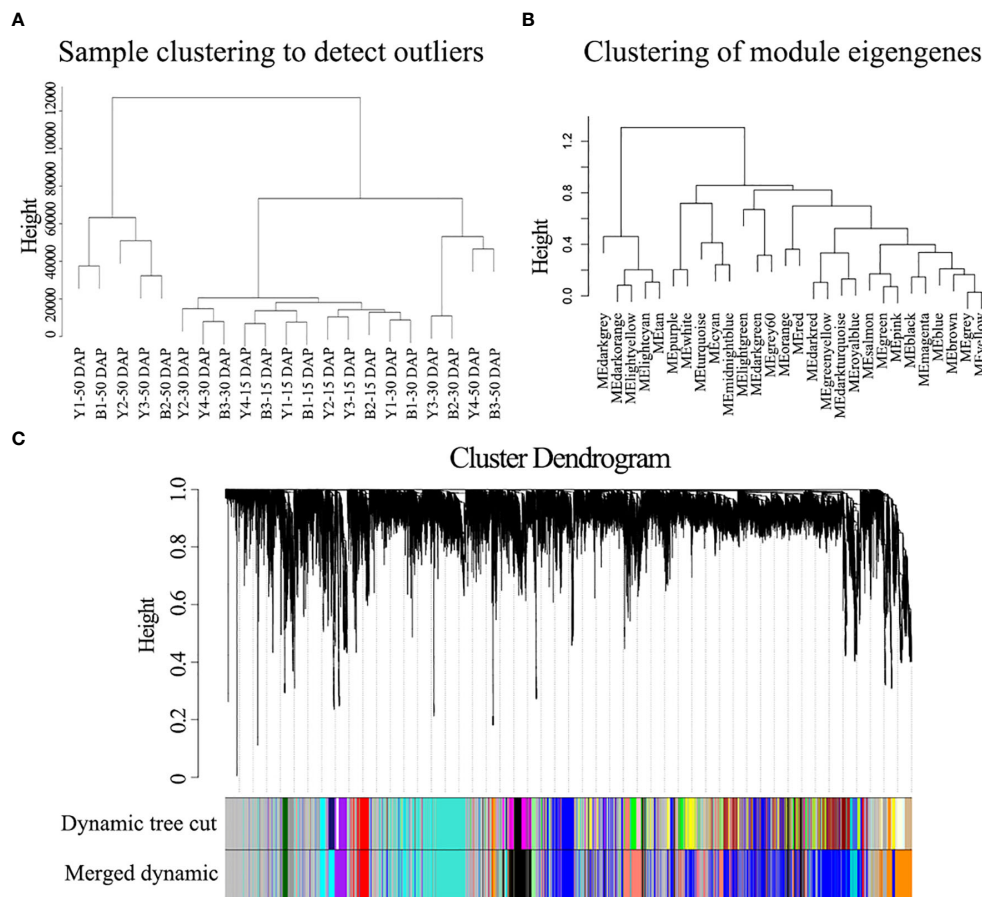 A
Sample clustering to detect outliers
Height
12000
10000
80000
60000
40000
20000
0
Y1-50 DAP
B1-50 DAP
Y2-50 DAP
Y3-50 DAP
B2-50 DAP
Y2-30 DAP
Y4-30 DAP
B3-30 DAP
Y4-15 DAP
B3-15 DAP
Y1-15 DAP
B1-15 DAP
Y2-15 DAP
Y3-15 DAP
B2-15 DAP
Y1-30 DAP
B1-30 DAP
Y3-30 DAP
B2-30 DAP
Y4-50 DAP
B3-50 DAP
B
Clustering of module eigengenes
Height
1.2
0.8
0.4
0.0
MEdarkgrey
MEdarkorange
MElightyellow
MElightcyan
MEtan
MEpurple
MEwhite
MEturquoise
MEcyan
MEmidnightblue
MElightgreen
MEdarkgreen
MEgrey60
MEorange
MEred
MEdarkred
MEgreenyellow
MEdarkturquoise
MEroyalblue
MEsalmon
MEgreen
MEpink
MEblack
MEmagenta
MEblue
MEbrown
MEgrey
MEyellow
C
Cluster Dendrogram
Height
1.0
0.8
0.6
0.4
0.2
0
Dynamic tree cut
Merged dynamic